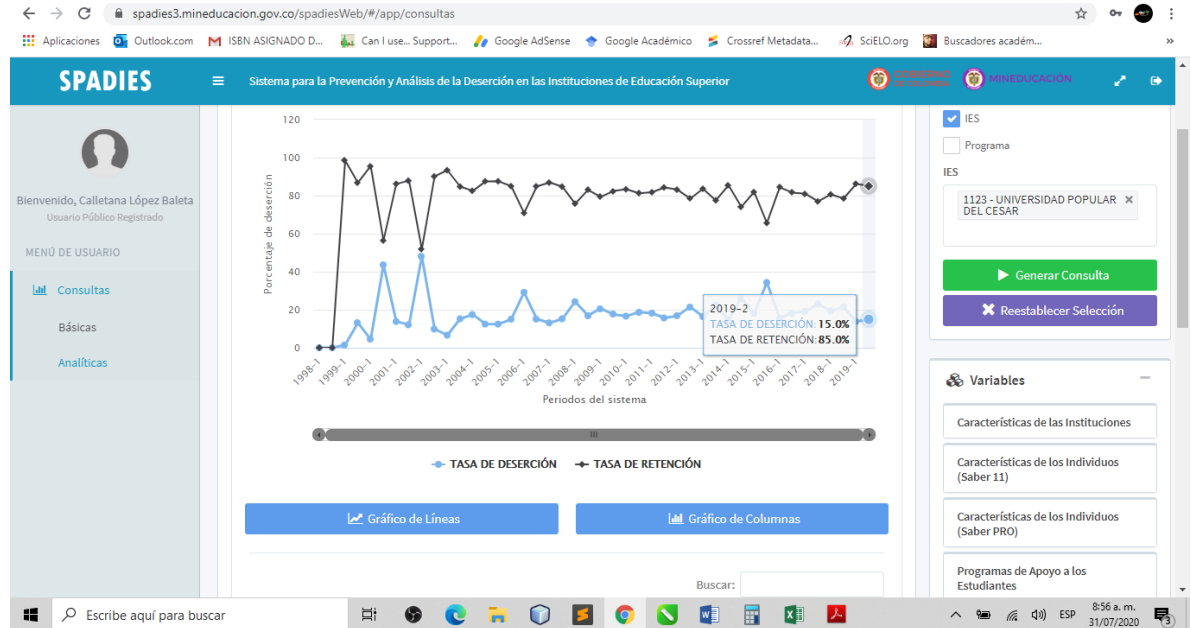 spadies3.mineducacion.gov.co/spadiesWeb/#/app/consultas
Aplicaciones Outlook.com ISBN ASIGNADO D... Can I use... Support... Google AdSense Google Académico Crossref Metadata... SciELO.org Buscadores académ... »
SPADIES
Sistema para la Prevención y Análisis de la Deserción en las Instituciones de Educación Superior
MINEDUCACIÓN
Bienvenido, Calletana López Baleta
Usuario Público Registrado
MENÚ DE USUARIO
Consultas
Básicas
Analíticas
Porcentaje de deserción
120
100
80
60
40
20
0
2019-2
TASA DE DESERCIÓN: 15.0%
TASA DE RETENCIÓN: 85.0%
1998-1 1999-1 2000-1 2001-1 2002-1 2003-1 2004-1 2005-1 2006-1 2007-1 2008-1 2009-1 2010-1 2011-1 2012-1 2013-1 2014-1 2015-1 2016-1 2017-1 2018-1 2019-1
Periodos del sistema
TASA DE DESERCIÓN TASA DE RETENCIÓN
Gráfico de Líneas
Gráfico de Columnas
Buscar:
IES
Programa
IES
1123 - UNIVERSIDAD POPULAR
DEL CESAR
Generar Consulta
Reestablecer Selección
Variables
Características de las Instituciones
Características de los Individuos
(Saber 11)
Características de los Individuos
(Saber PRO)
Programas de Apoyo a los
Estudiantes
Escribe aquí para buscar
ESP
8:56 a. m.
31/07/2020
3